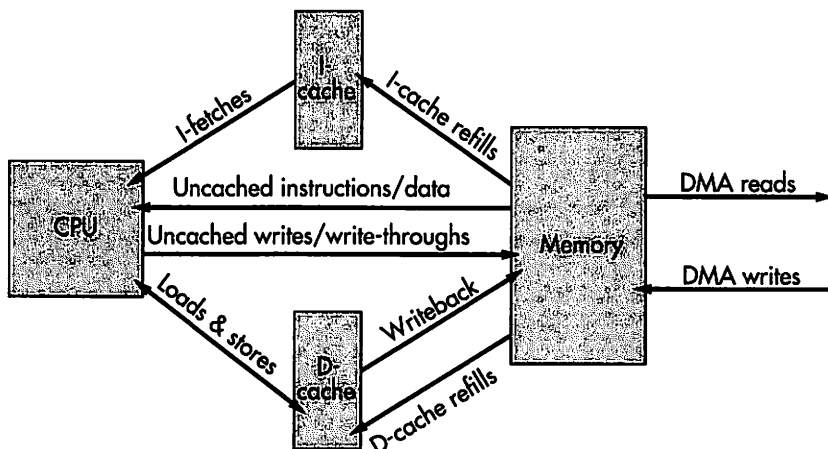 I-
cache
I-fetches
I-cache refills
Uncached instructions/data
DMA reads
CPU
Uncached writes/write-throughs
Memory
DMA writes
Loads & stores
Writeback
D-
cache
D-cache refills